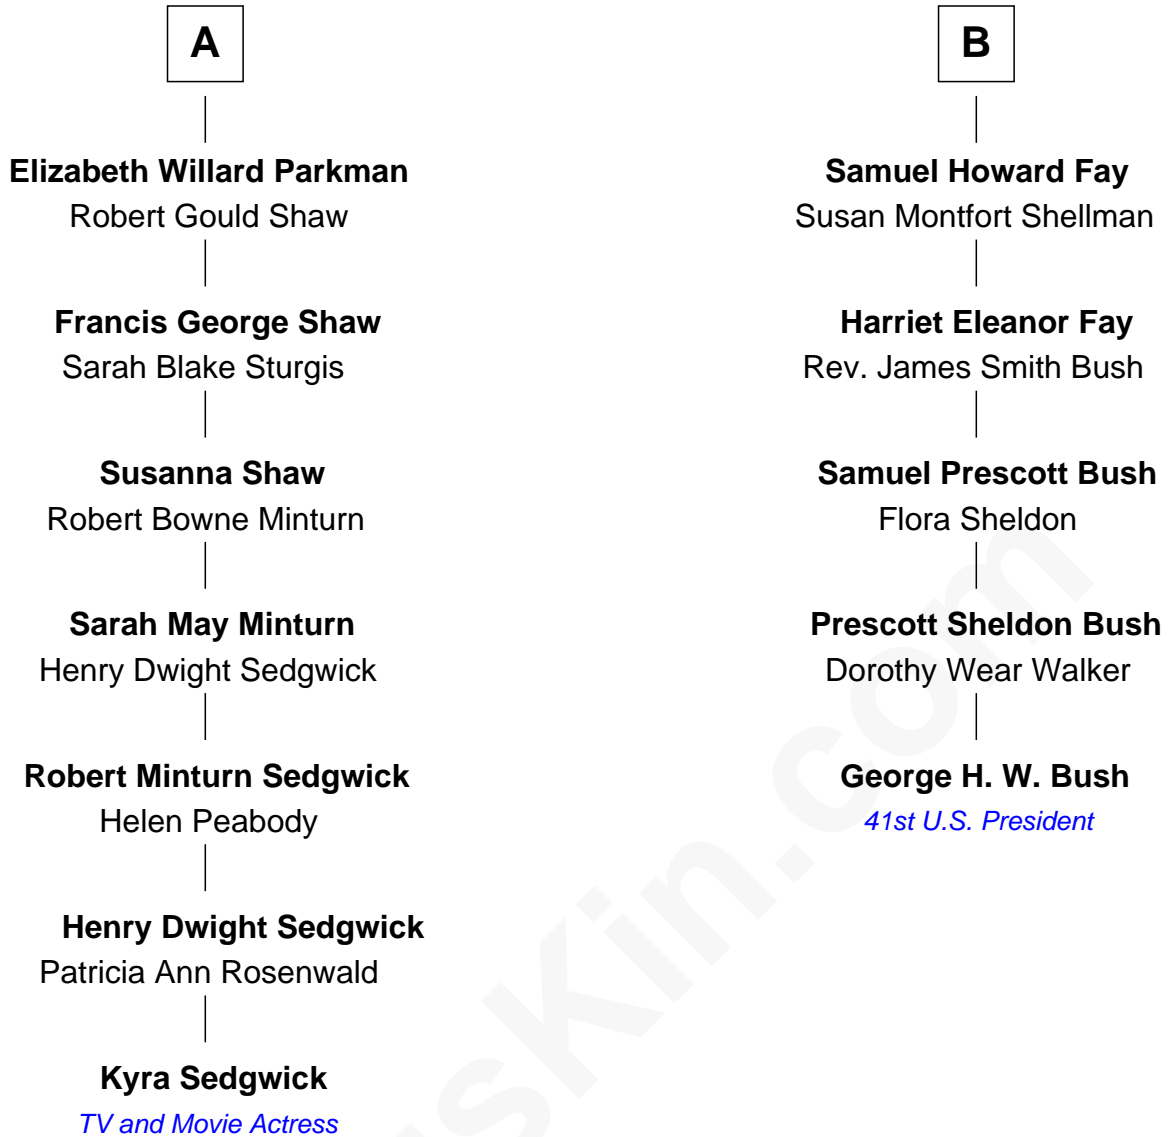 A
Elizabeth Willard Parkman
Robert Gould Shaw
Francis George Shaw
Sarah Blake Sturgis
Susanna Shaw
Robert Bowne Minturn
Sarah May Minturn
Henry Dwight Sedgwick
Robert Minturn Sedgwick
Helen Peabody
Henry Dwight Sedgwick
Patricia Ann Rosenwald
Kyra Sedgwick
TV and Movie Actress
B
Samuel Howard Fay
Susan Montfort Shellman
Harriet Eleanor Fay
Rev. James Smith Bush
Samuel Prescott Bush
Flora Sheldon
Prescott Sheldon Bush
Dorothy Wear Walker
George H. W. Bush
41st U.S. President